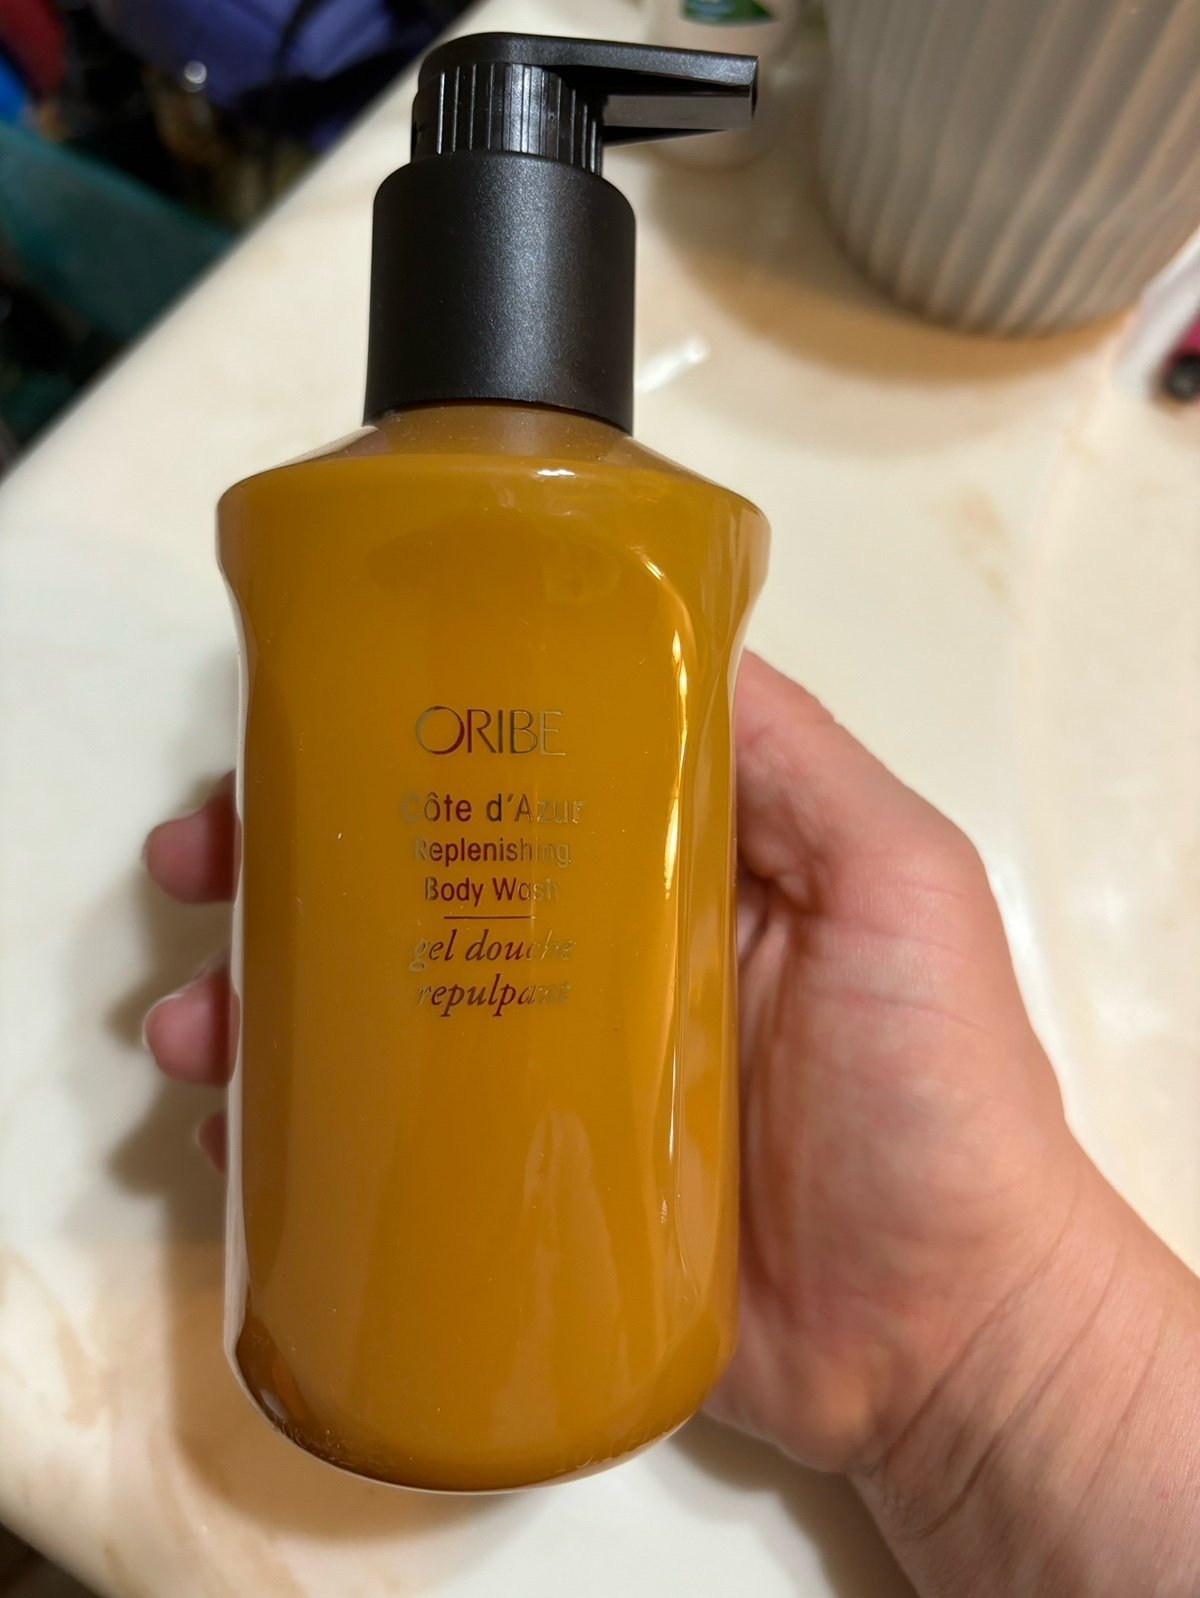 ORIBE
Côte d'Azur
Replenishing
Body Wash
gel douche
repulpant